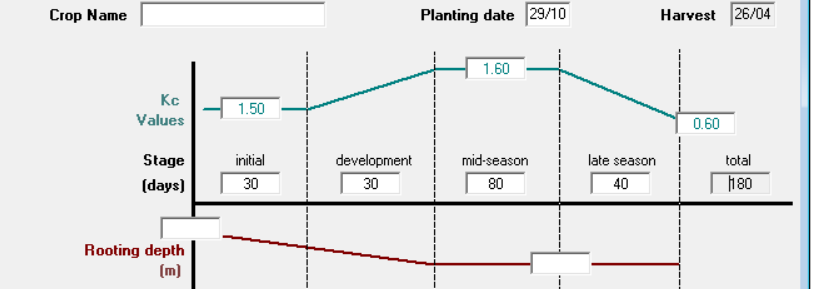 Crop Name Planting date 29/10 Harvest 26/04
1.60
Kc 1.50
Values 0.60
Stage initial development mid-season late season total
(days) 30 30 80 40 180
Rooting depth
(m)